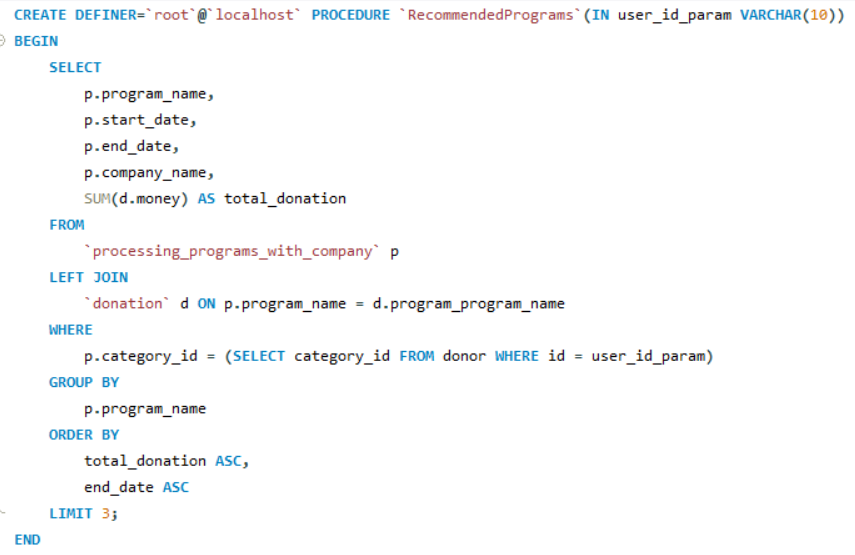 CREATE DEFINER=`root`@`localhost` PROCEDURE `RecommendedPrograms`(IN user_id_param VARCHAR(10))
BEGIN
SELECT
p.program_name,
p.start_date,
p.end_date,
p.company_name,
SUM(d.money) AS total_donation
FROM
`processing_programs_with_company` p
LEFT JOIN
`donation` d ON p.program_name = d.program_program_name
WHERE
p.category_id = (SELECT category_id FROM donor WHERE id = user_id_param)
GROUP BY
p.program_name
ORDER BY
total_donation ASC,
end_date ASC
LIMIT 3;
END